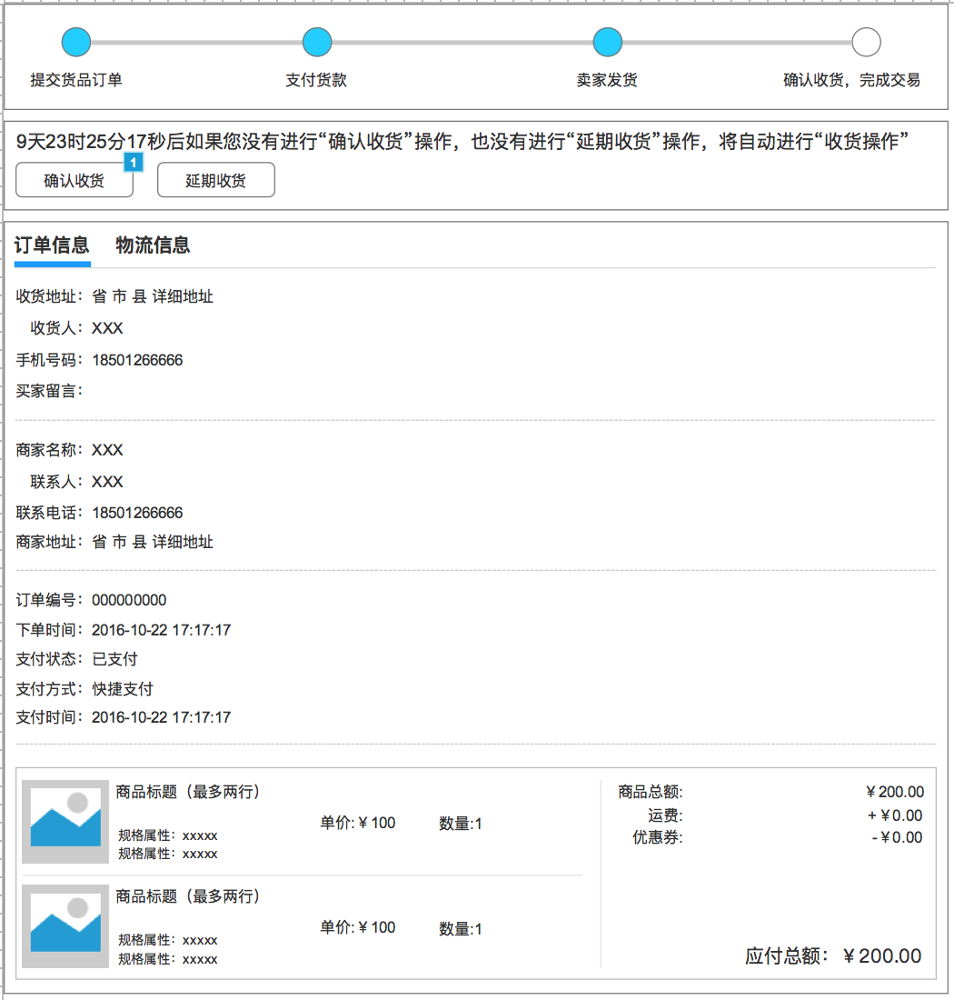 提交货品订单 支付货款 卖家发货 确认收货，完成交易
9天23时25分17秒后如果您没有进行“确认收货”操作，也没有进行“延期收货”操作，将自动进行“收货操作”
1
确认收货 延期收货
订单信息 物流信息
收货地址：省 市 县 详细地址
收货人：XXX
手机号码：18501266666
买家留言：
商家名称：XXX
联系人：XXX
联系电话：18501266666
商家地址：省 市 县 详细地址
订单编号：000000000
下单时间：2016-10-22 17:17:17
支付状态：已支付
支付方式：快捷支付
支付时间：2016-10-22 17:17:17
商品标题（最多两行）
单价:￥100 数量:1
规格属性：xxxxx
规格属性：xxxxx
商品标题（最多两行）
单价:￥100 数量:1
规格属性：xxxxx
规格属性：xxxxx
商品总额: ￥200.00
运费: +￥0.00
优惠券: -￥0.00
应付总额：￥200.00